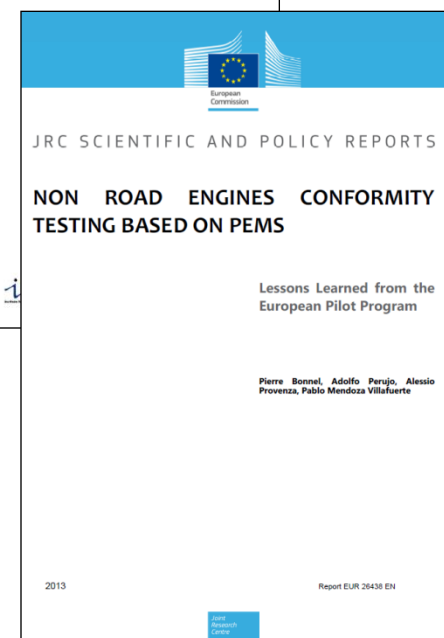 European
Commission
JRC SCIENTIFIC AND POLICY REPORTS
NON ROAD ENGINES CONFORMITY
TESTING BASED ON PEMS
Lessons Learned from the
European Pilot Program
Pierre Bonnel, Adolfo Perujo, Alessio
Provenza, Pablo Mendoza Villafuerte
2013
Report EUR 26438 EN
Joint
Research
Centre